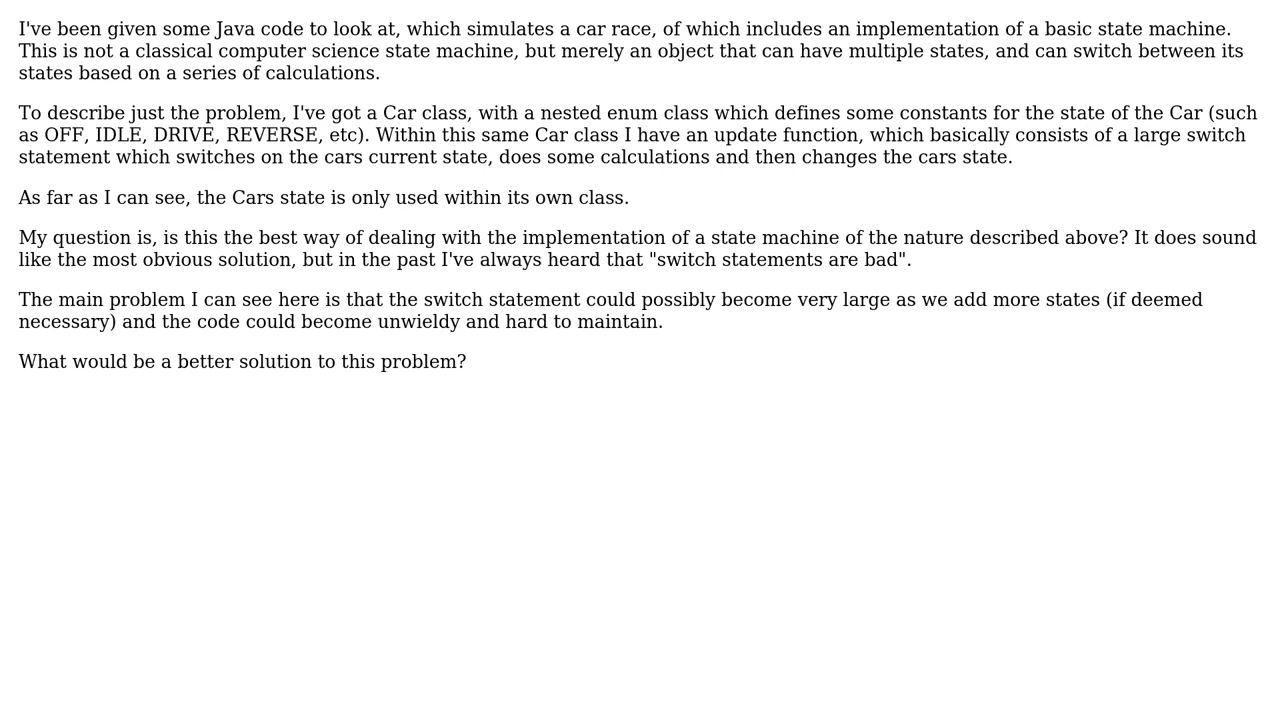 I've been given some Java code to look at, which simulates a car race, of which includes an implementation of a basic state machine.
This is not a classical computer science state machine, but merely an object that can have multiple states, and can switch between its
states based on a series of calculations.
To describe just the problem, I've got a Car class, with a nested enum class which defines some constants for the state of the Car (such
as OFF, IDLE, DRIVE, REVERSE, etc). Within this same Car class I have an update function, which basically consists of a large switch
statement which switches on the cars current state, does some calculations and then changes the cars state.
As far as I can see, the Cars state is only used within its own class.
My question is, is this the best way of dealing with the implementation of a state machine of the nature described above? It does sound
like the most obvious solution, but in the past I've always heard that "switch statements are bad".
The main problem I can see here is that the switch statement could possibly become very large as we add more states (if deemed
necessary) and the code could become unwieldy and hard to maintain.
What would be a better solution to this problem?